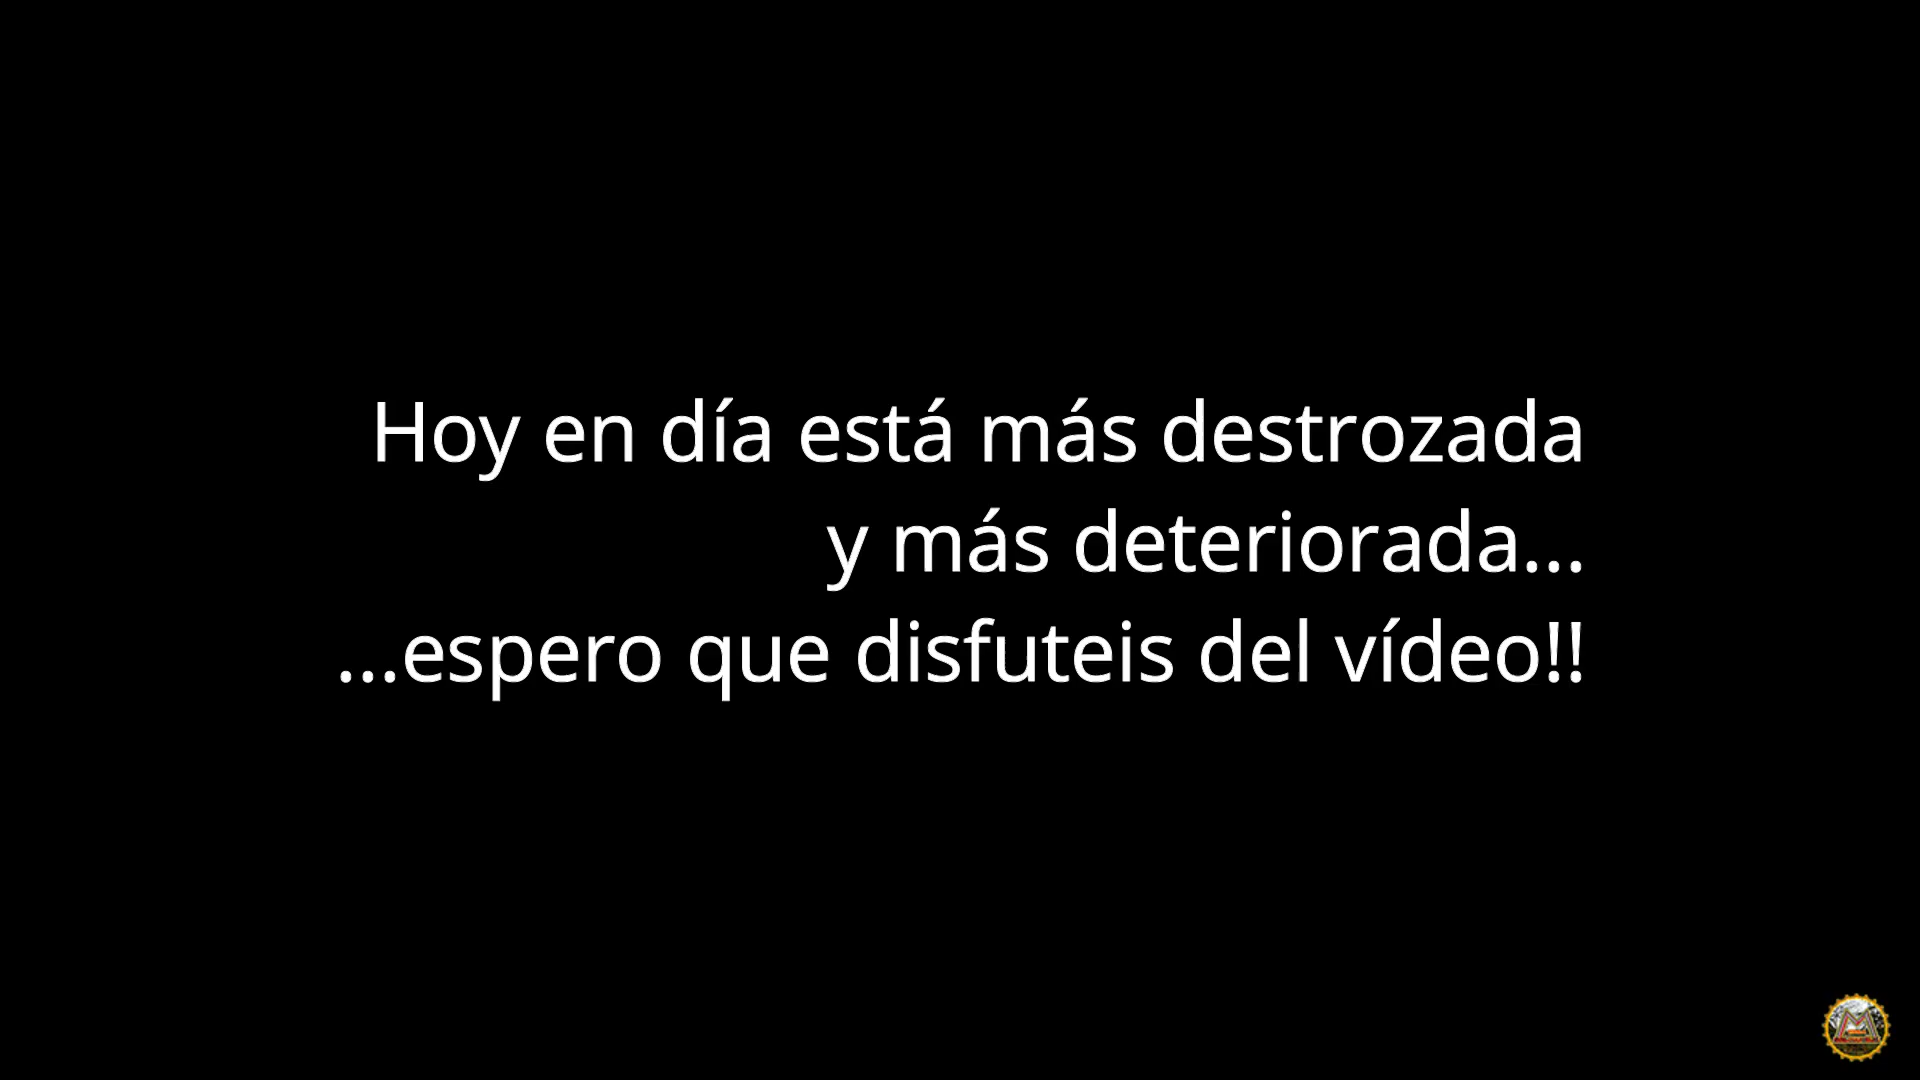 Hoy en día está más destrozada
y más deteriorada...
...espero que disfuteis del vídeo!!